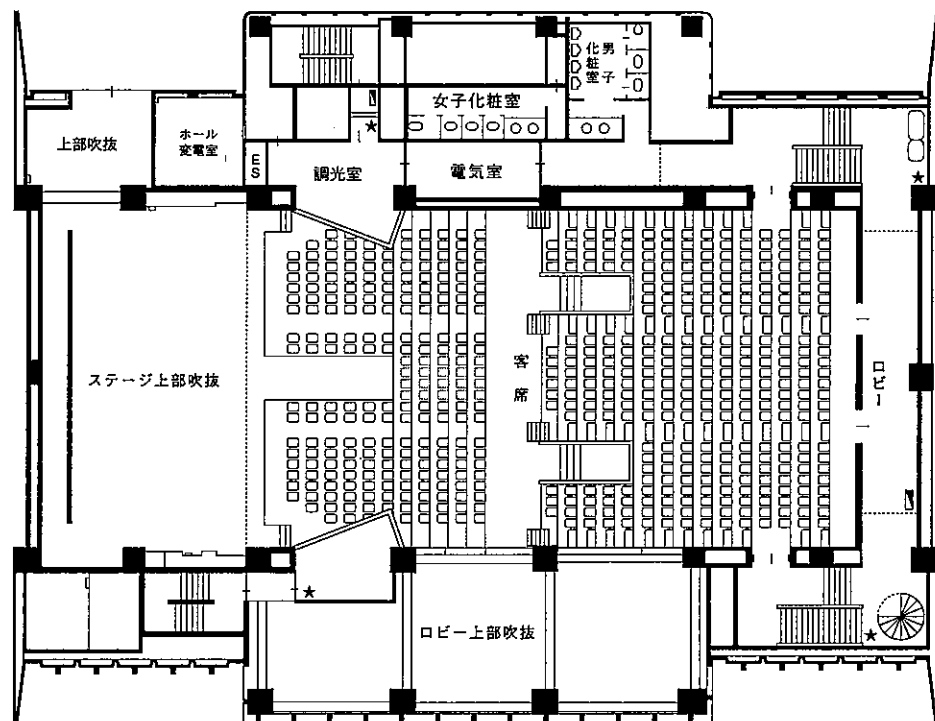 男子
化粧室
女子化粧室
上部吹抜
ホール
変電室
ES
調光室
電気室
★
★
客席
ステージ上部吹抜
ロビー
★
ロビー上部吹抜
★